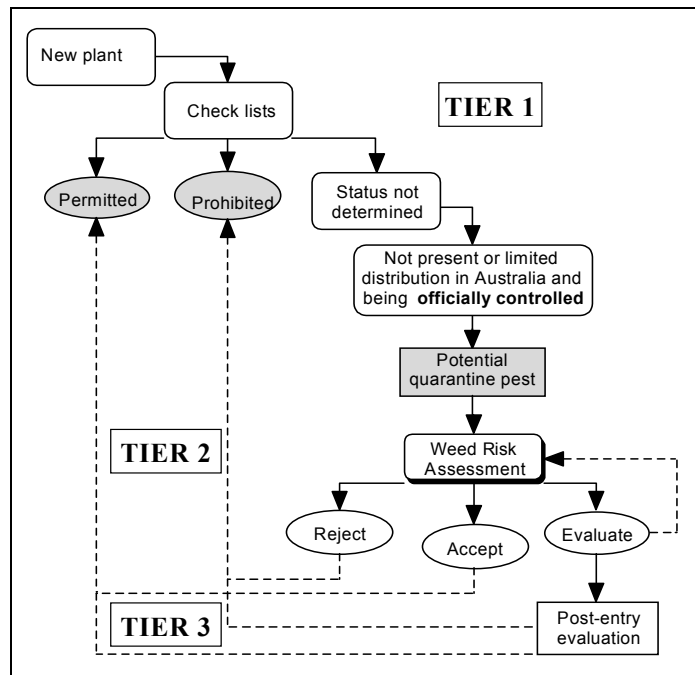 New plant
TIER 1
Check lists
Permitted
Prohibited
Status not
determined
Not present or limited
distribution in Australia and
being officially controlled
Potential
quarantine pest
TIER 2
Weed Risk
Assessment
Reject
Accept
Evaluate
TIER 3
Post-entry
evaluation